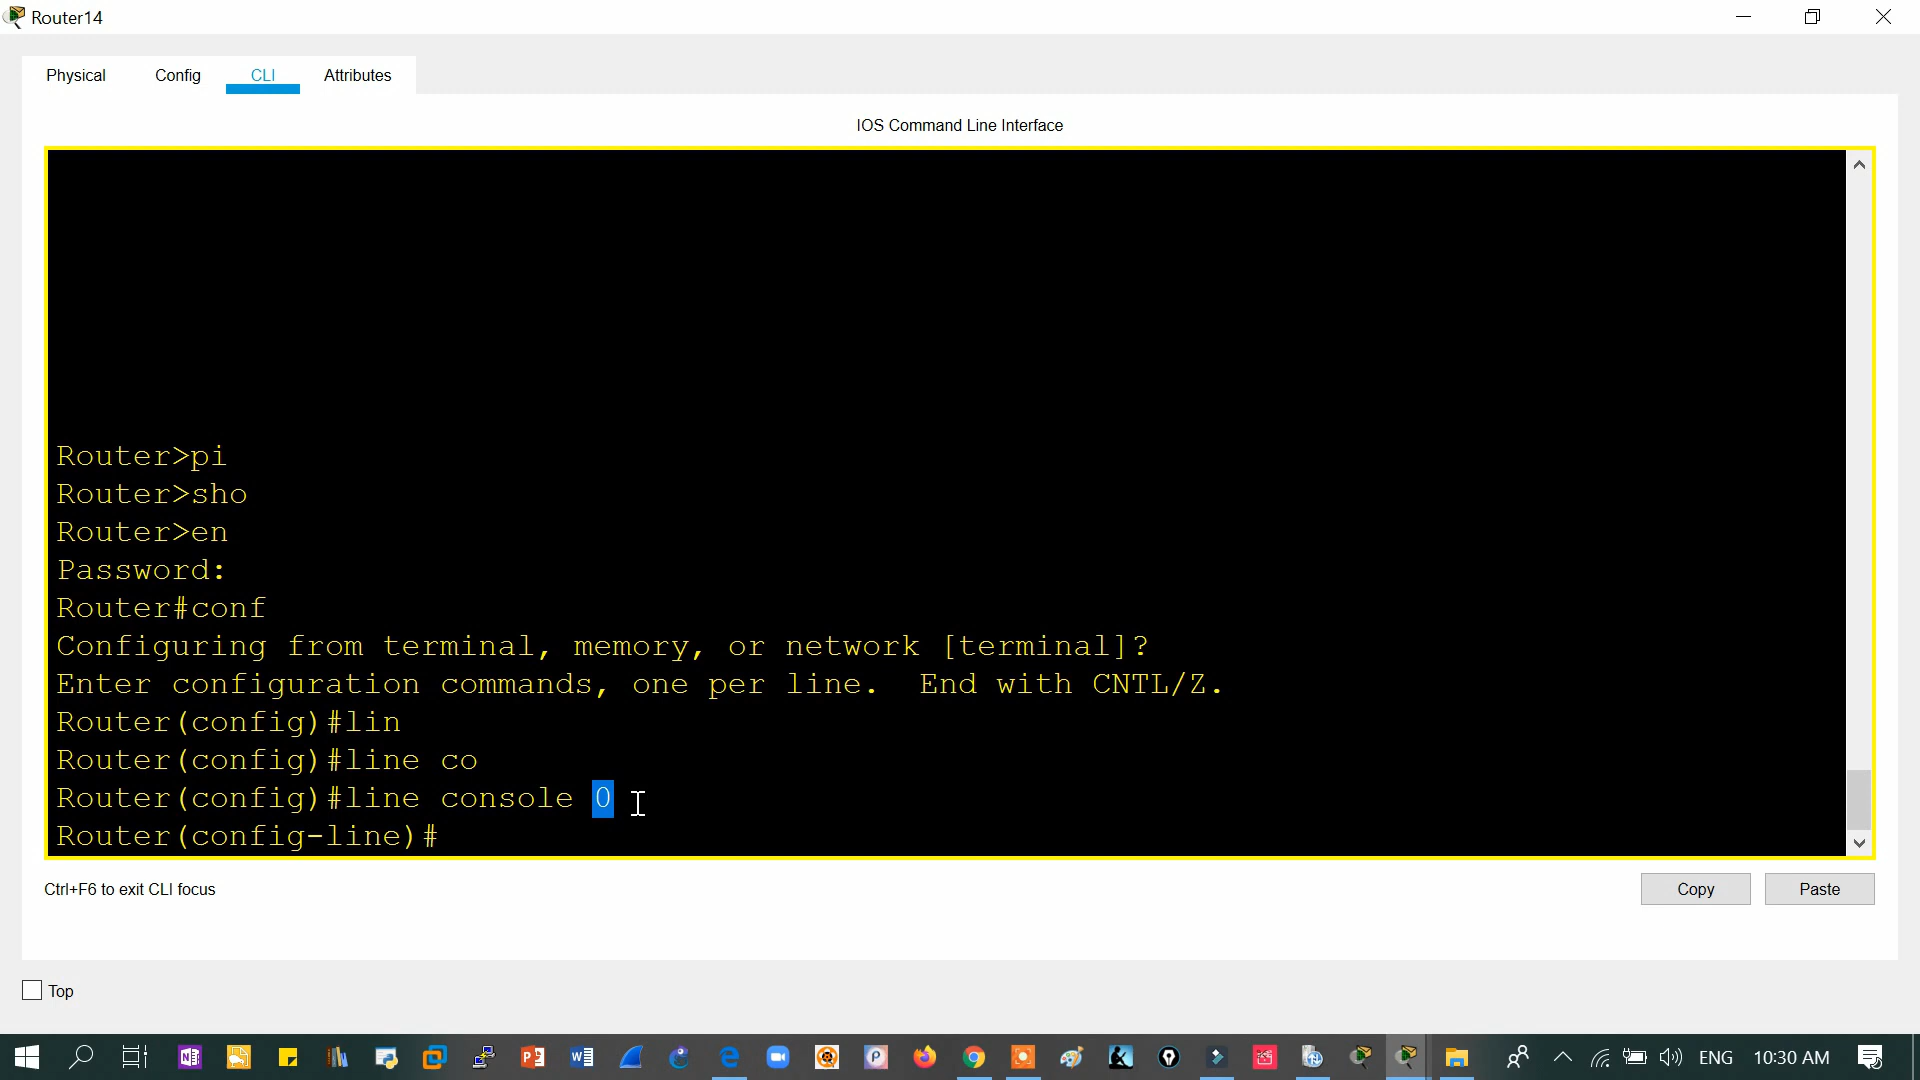 Router14
Physical Config CLI Attributes
IOS Command Line Interface
Router>pi
Router>sho
Router>en
Password:
Router#conf
Configuring from terminal, memory, or network [terminal]?
Enter configuration commands, one per line.  End with CNTL/Z.
Router(config)#lin
Router(config)#line co
Router(config)#line console 0
Router(config-line)#
Ctrl+F6 to exit CLI focus
Copy Paste
Top
ENG 10:30 AM